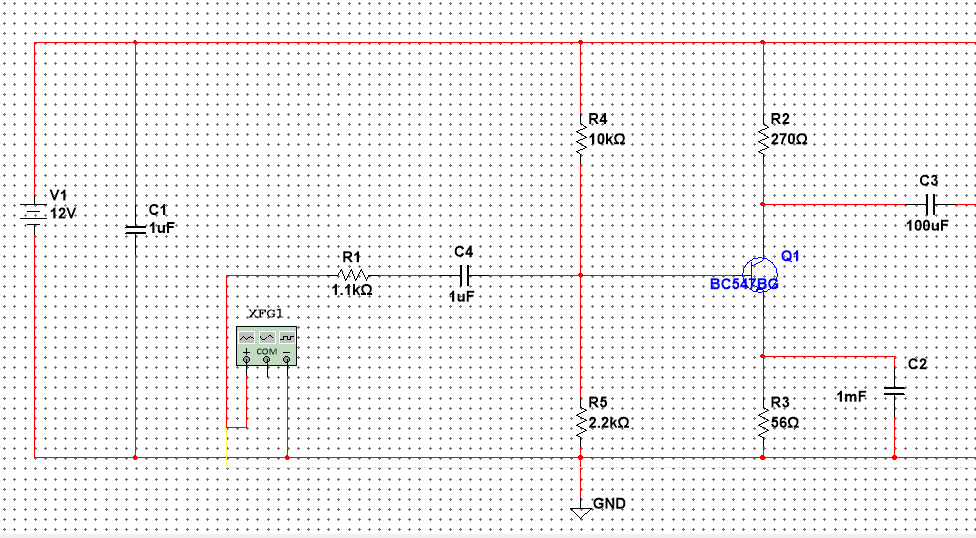 R4
10kΩ
R2
270Ω
V1
12V
C1
1uF
C3
100uF
R1
1.1kΩ
C4
1uF
Q1
BC547BG
XFG1
+ COM −
C2
1mF
R5
2.2kΩ
R3
56Ω
GND